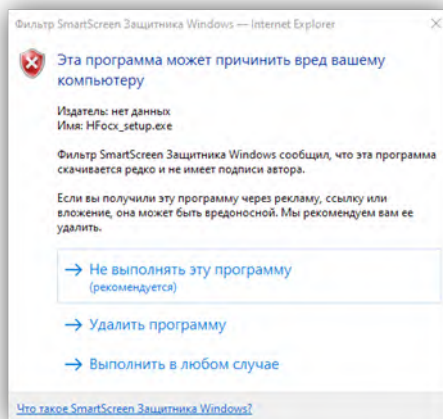 Фильтр SmartScreen Защитника Windows — Internet Explorer
Эта программа может причинить вред вашему
компьютеру
Издатель: нет данных
Имя: HFocx_setup.exe
Фильтр SmartScreen Защитника Windows сообщил, что эта программа
скачивается редко и не имеет подписи автора.
Если вы получили эту программу через рекламу, ссылку или
вложение, она может быть вредоносной. Мы рекомендуем вам ее
удалить.
Не выполнять эту программу
(рекомендуется)
Удалить программу
Выполнить в любом случае
Что такое SmartScreen Защитника Windows?